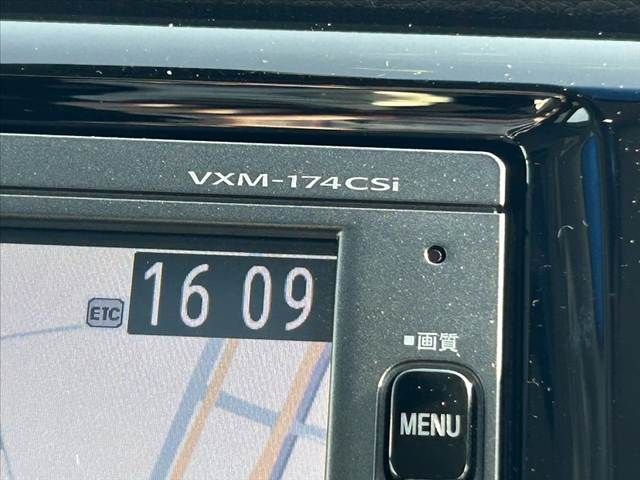 VXM-174CSi
16 09
ETC
■画質
MENU